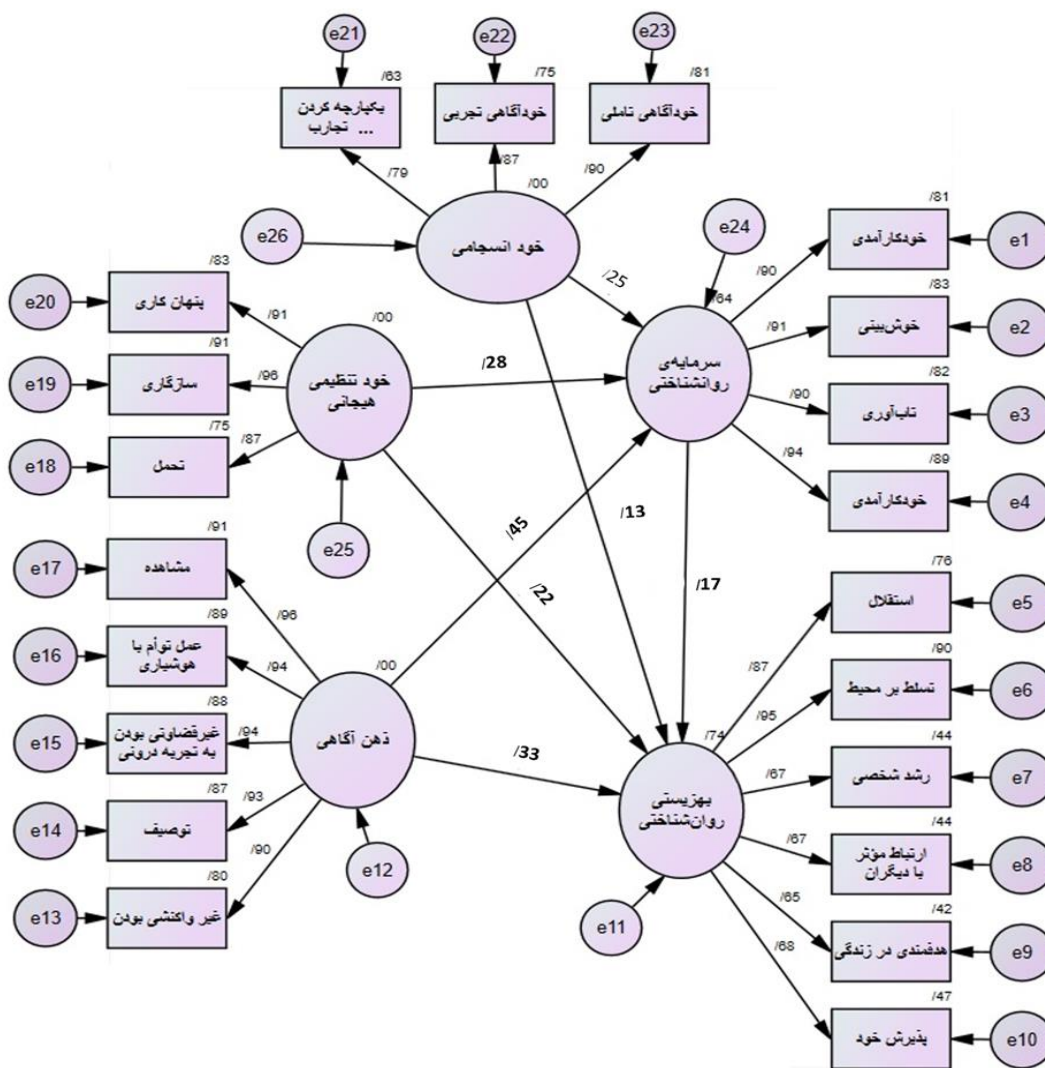 e21
e22
e23
/63
/75
/81
یکپارچه کردن
تجارب ...
خودآگاهی تجربی
خودآگاهی تاملی
/79
/87
/90
/00
خود انسجامی
e26
e24
/25
/64
سرمایه‌ی
روانشناختی
/81
خودکارآمدی
e1
/90
/83
خوش‌بینی
e2
/91
/82
تاب‌آوری
e3
/90
/89
خودکارآمدی
e4
/94
/83
پنهان کاری
e20
/91
/91
سازگاری
e19
/96
/75
تحمل
e18
/87
/00
خود تنظیمی
هیجانی
e25
/28
/45
/22
/13
/17
/33
/91
مشاهده
e17
/96
/89
عمل توأم با
هوشیاری
e16
/94
/88
غیرقضاوتی بودن
به تجربه درونی
e15
/94
/87
توصیف
e14
/93
/80
غیر واکنشی بودن
e13
/90
/00
ذهن آگاهی
e12
/74
بهزیستی
روان‌شناختی
e11
/76
استقلال
e5
/87
/90
تسلط بر محیط
e6
/95
/44
رشد شخصی
e7
/67
/44
ارتباط مؤثر
با دیگران
e8
/67
/42
هدفمندی در زندگی
e9
/65
/47
پذیرش خود
e10
/68